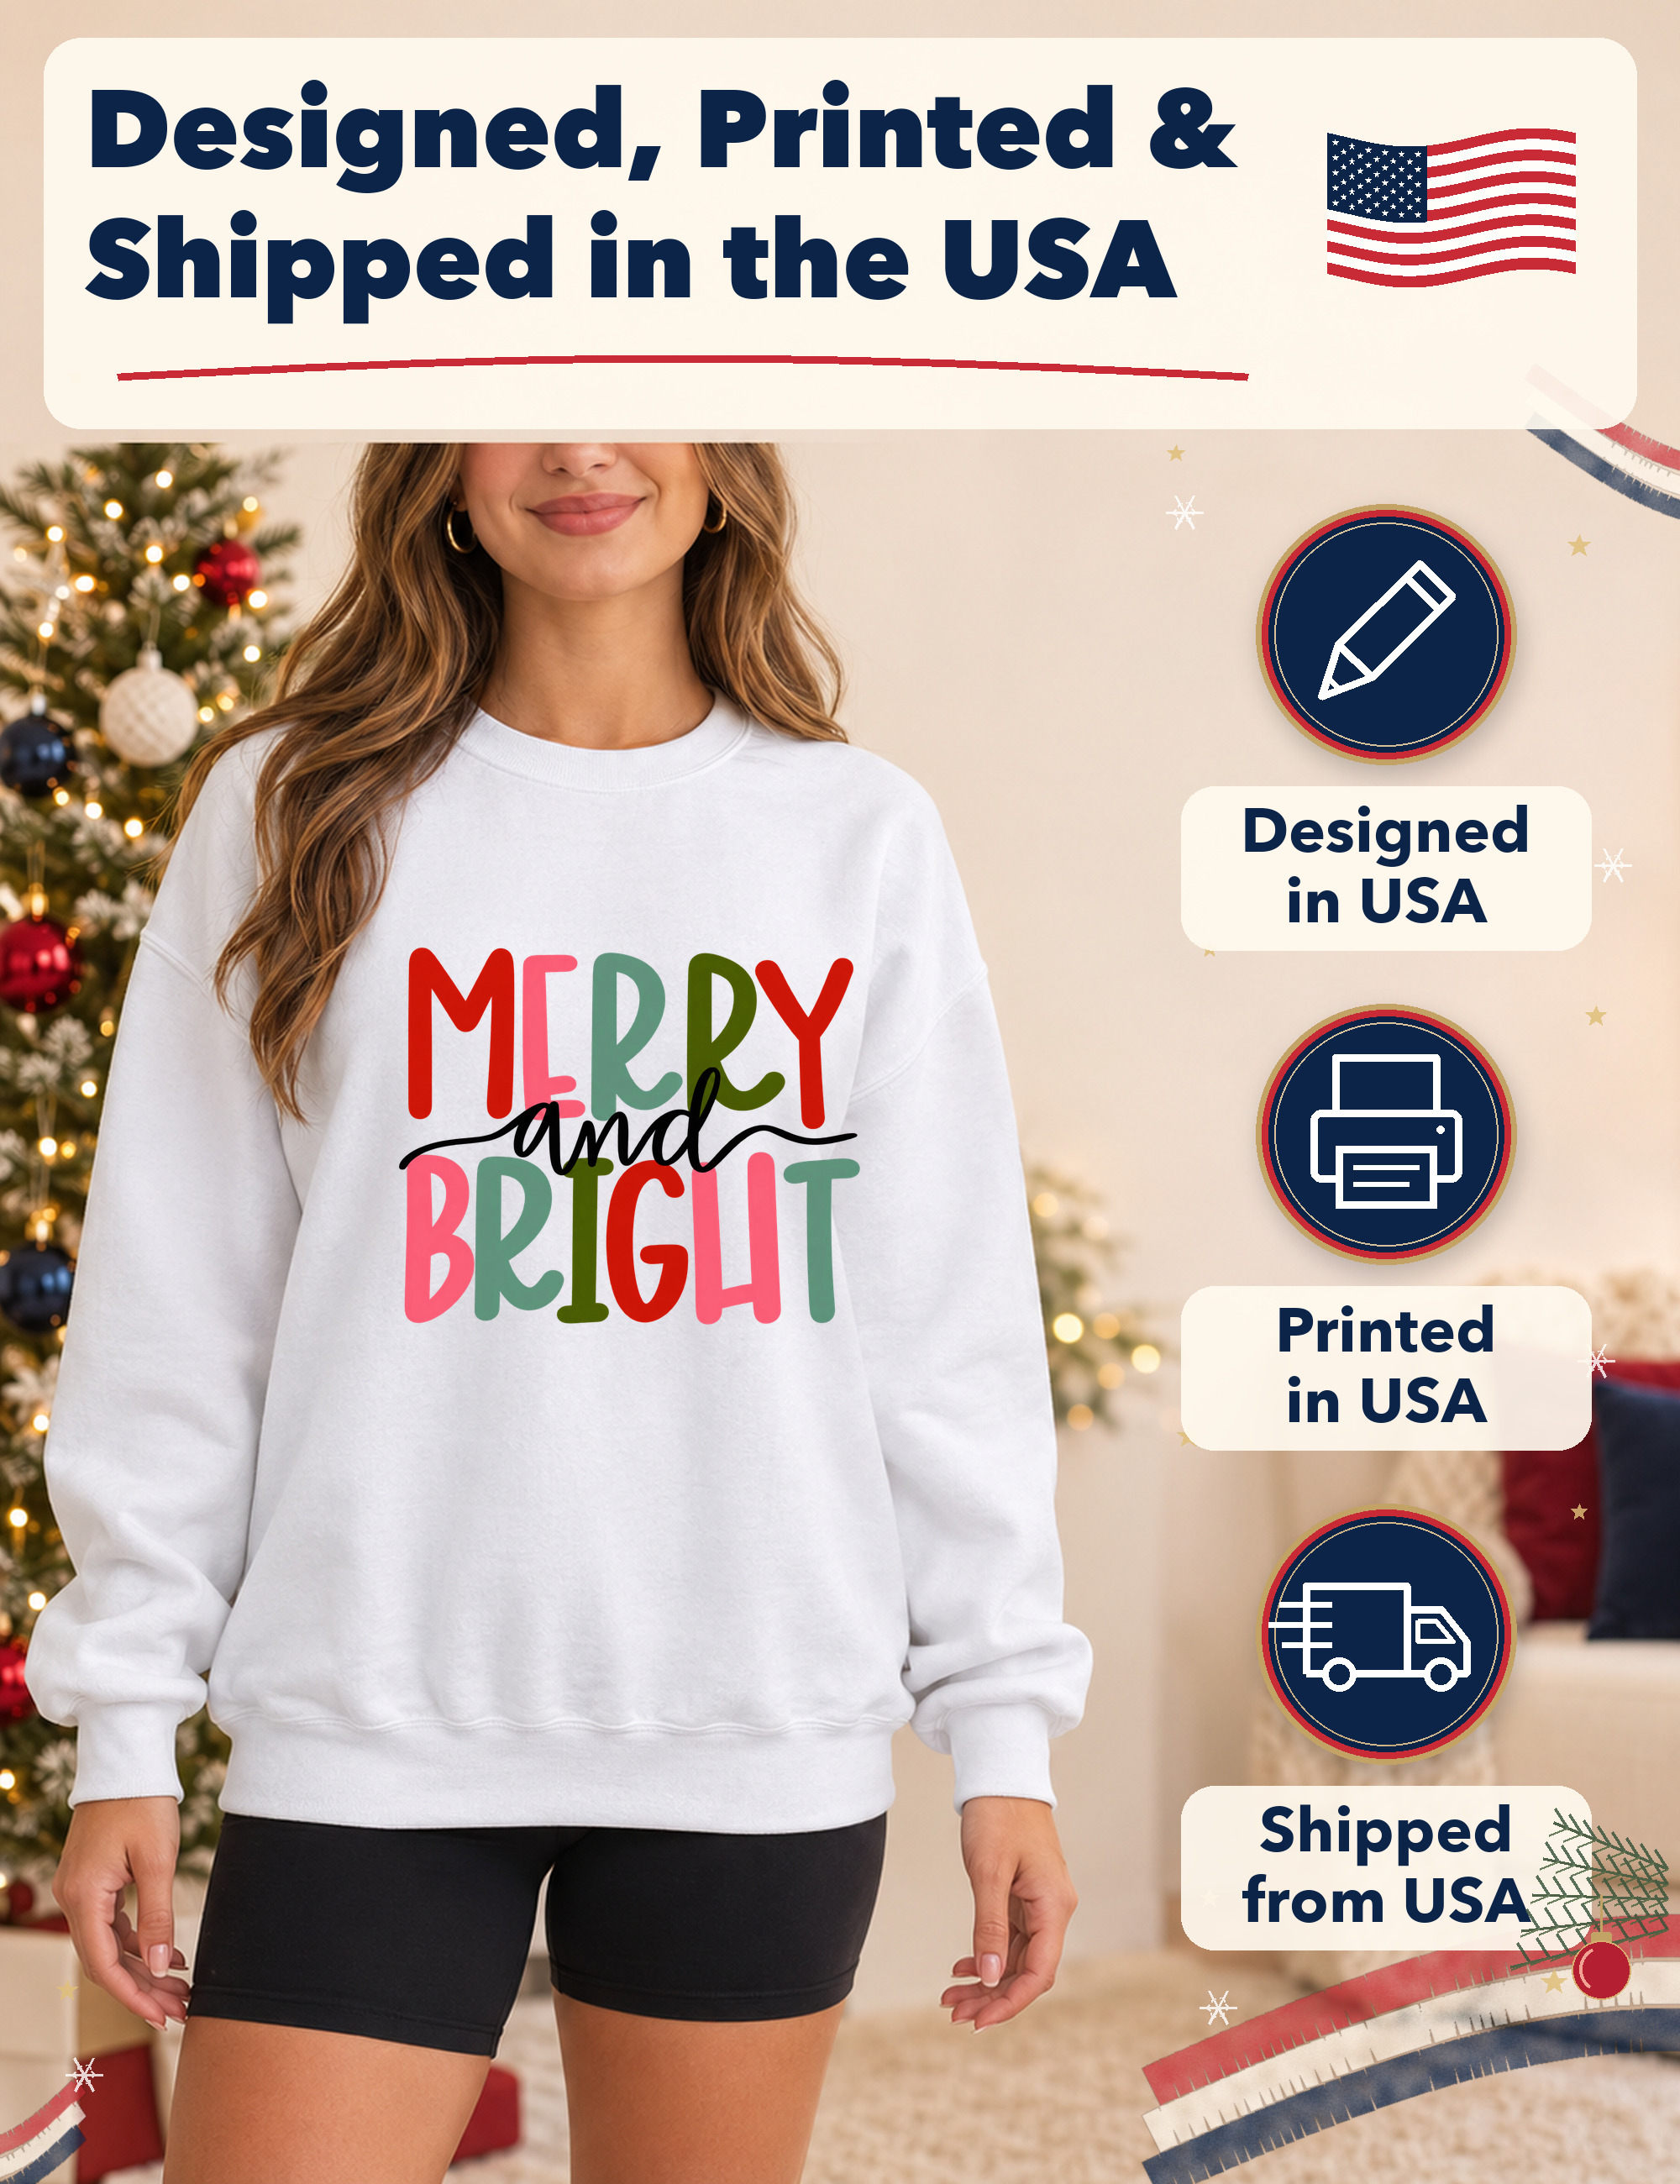 Designed, Printed &
Shipped in the USA
MERRY
and
BRIGHT
Designed
in USA
Printed
in USA
Shipped
from USA